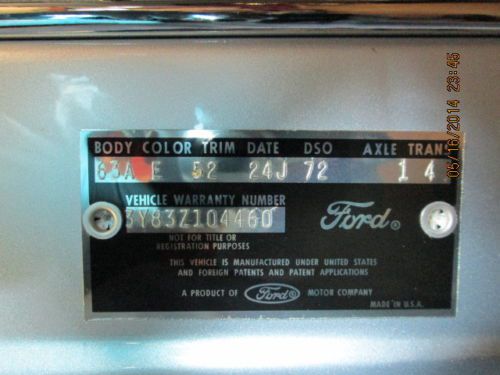 BODY COLOR TRIM DATE DSO AXLE TRANS
63A E 52 24J 72 1 4
VEHICLE WARRANTY NUMBER
3Y83Z104460
NOT FOR TITLE OR
REGISTRATION PURPOSES
Ford®
THIS VEHICLE IS MANUFACTURED UNDER UNITED STATES
AND FOREIGN PATENTS AND PATENT APPLICATIONS
A PRODUCT OF Ford® MOTOR COMPANY
MADE IN U.S.A.
05/16/2014 23:45